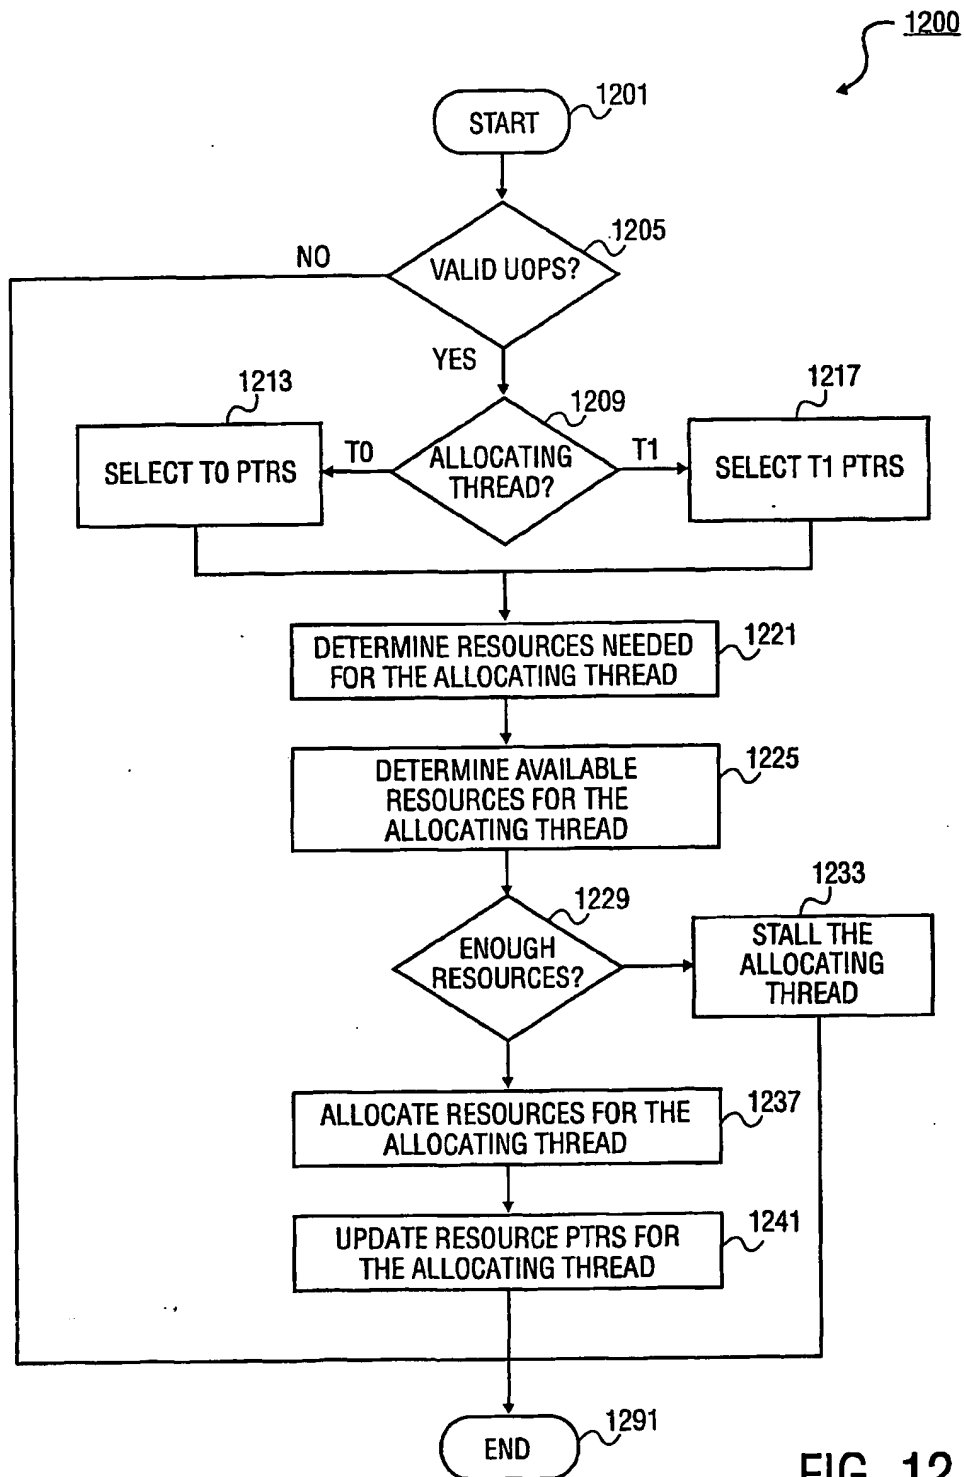 1200
1201
START
1205
NO
VALID UOPS?
YES
1213
1209
1217
T0
T1
SELECT T0 PTRS
ALLOCATING
THREAD?
SELECT T1 PTRS
DETERMINE RESOURCES NEEDED
FOR THE ALLOCATING THREAD
1221
DETERMINE AVAILABLE
RESOURCES FOR THE
ALLOCATING THREAD
1225
1229
ENOUGH
RESOURCES?
1233
STALL THE
ALLOCATING
THREAD
ALLOCATE RESOURCES FOR THE
ALLOCATING THREAD
1237
UPDATE RESOURCE PTRS FOR
THE ALLOCATING THREAD
1241
END
1291
FIG. 12